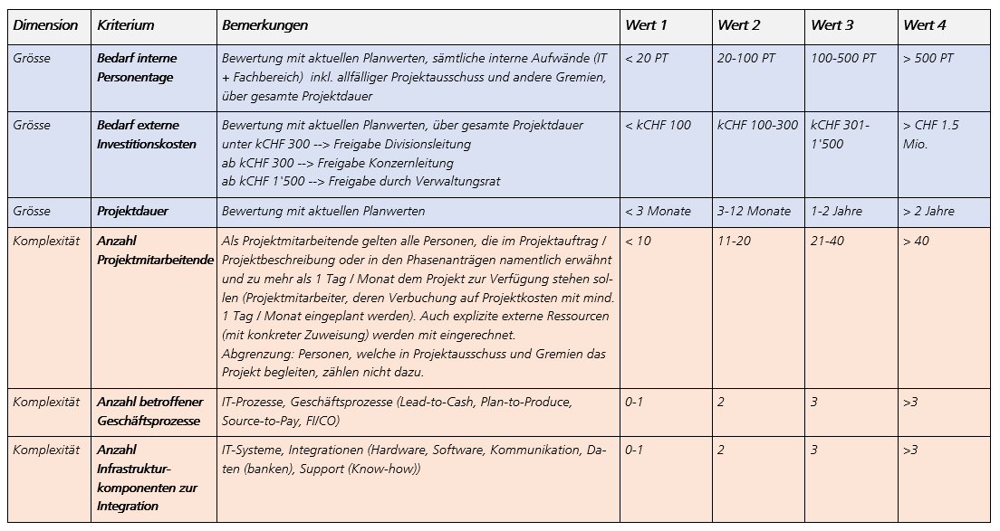 Dimension Kriterium Bemerkungen Wert 1 Wert 2 Wert 3 Wert 4
Grösse Bedarf interne Bewertung mit aktuellen Planwerten, sämtliche interne Aufwände (IT < 20 PT 20-100 PT 100-500 PT > 500 PT
Personentage + Fachbereich) inkl. allfälliger Projektausschuss und andere Gremien,
über gesamte Projektdauer
Grösse Bedarf externe Bewertung mit aktuellen Planwerten, über gesamte Projektdauer < kCHF 100 kCHF 100-300 kCHF 301- > CHF 1.5
Investitionskosten unter kCHF 300 --> Freigabe Divisionsleitung 1'500 Mio.
ab kCHF 300 --> Freigabe Konzernleitung
ab kCHF 1'500 --> Freigabe durch Verwaltungsrat
Grösse Projektdauer Bewertung mit aktuellen Planwerten < 3 Monate 3-12 Monate 1-2 Jahre > 2 Jahre
Komplexität Anzahl Als Projektmitarbeitende gelten alle Personen, die im Projektauftrag / < 10 11-20 21-40 > 40
Projektmitarbeitende Projektbeschreibung oder in den Phasenanträgen namentlich erwähnt
und zu mehr als 1 Tag / Monat dem Projekt zur Verfügung stehen sol-
len (Projektmitarbeiter, deren Verbuchung auf Projektkosten mit mind.
1 Tag / Monat eingeplant werden). Auch explizite externe Ressourcen
(mit konkreter Zuweisung) werden mit eingerechnet.
Abgrenzung: Personen, welche in Projektausschuss und Gremien das
Projekt begleiten, zählen nicht dazu.
Komplexität Anzahl betroffener IT-Prozesse, Geschäftsprozesse (Lead-to-Cash, Plan-to-Produce, 0-1 2 3 >3
Geschäftsprozesse Source-to-Pay, FI/CO)
Komplexität Anzahl IT-Systeme, Integrationen (Hardware, Software, Kommunikation, Da- 0-1 2 3 >3
Infrastruktur- ten (banken), Support (Know-how))
komponenten zur
Integration